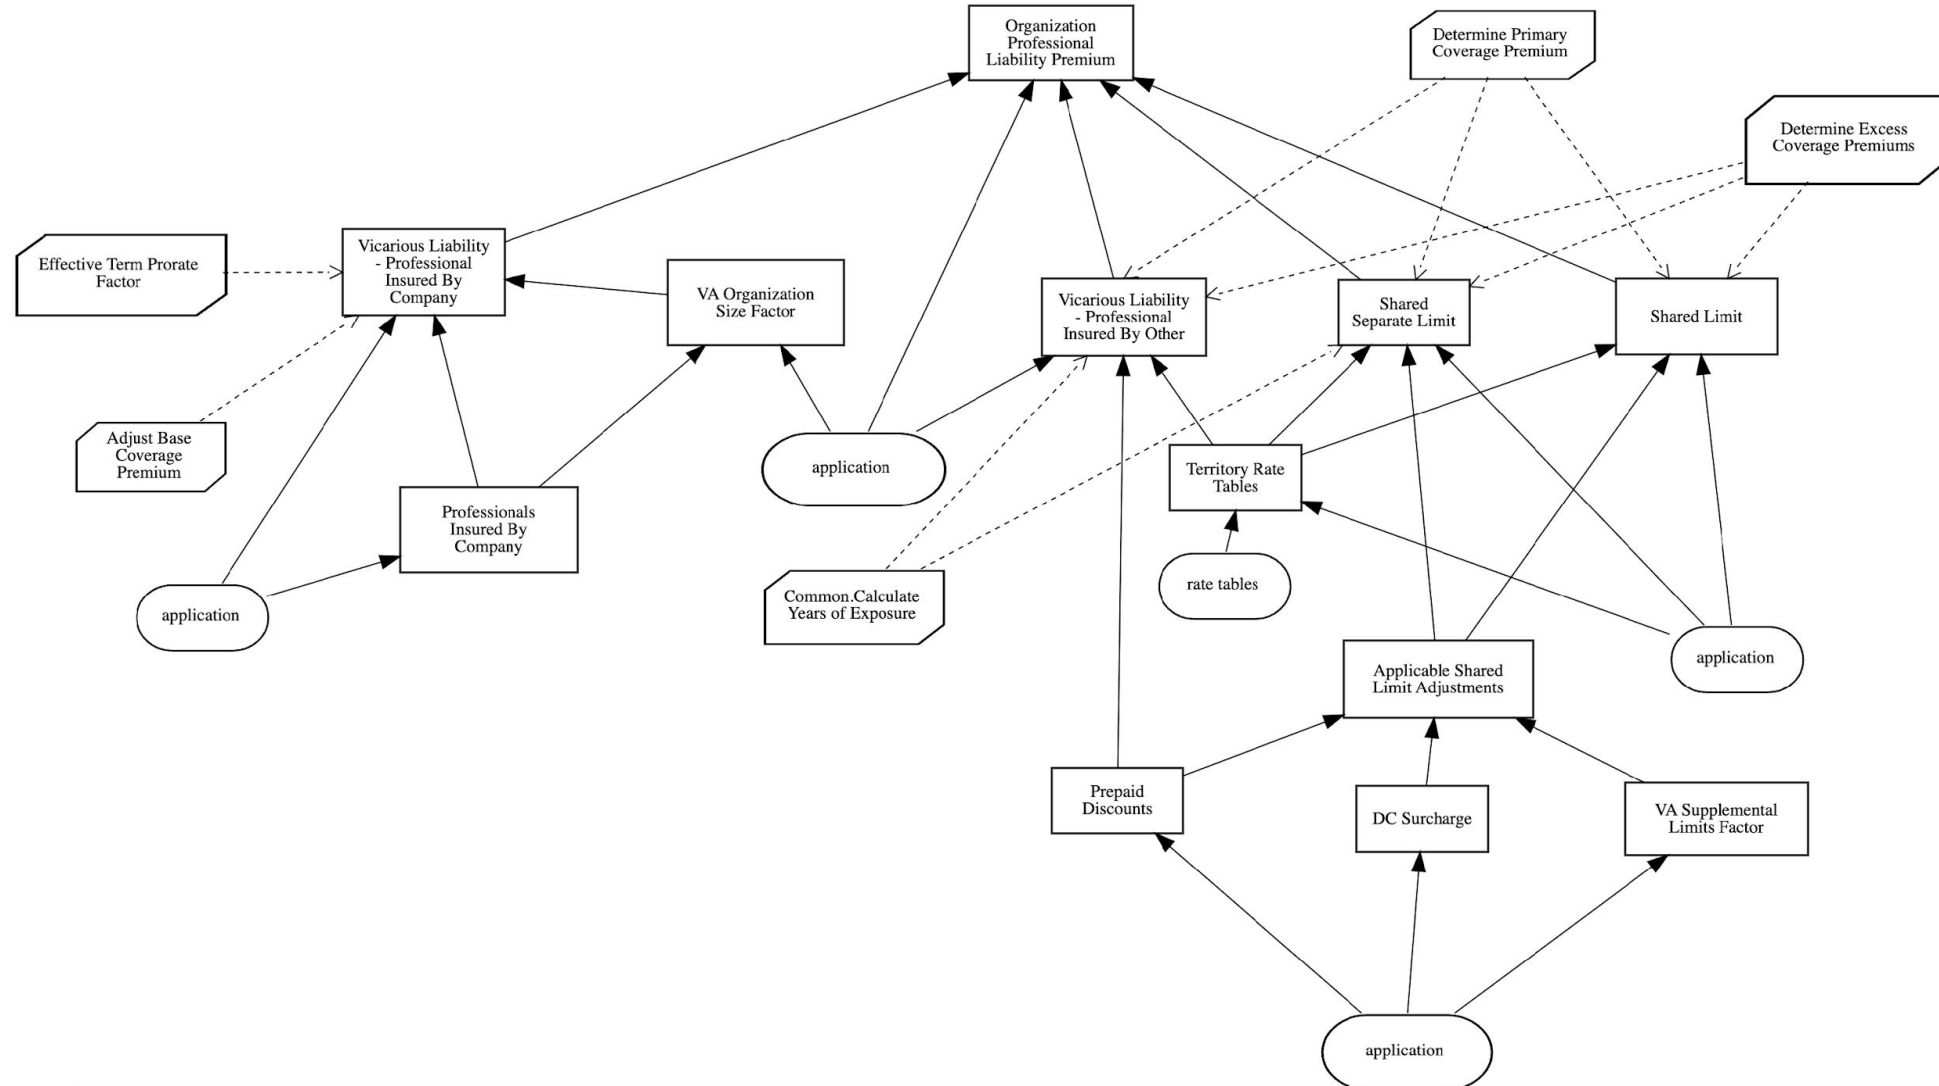 Organization
Professional
Liability Premium
Determine Primary
Coverage Premium
Determine Excess
Coverage Premiums
Effective Term Prorate
Factor
Vicarious Liability
- Professional
Insured By
Company
VA Organization
Size Factor
Vicarious Liability
- Professional
Insured By Other
Shared
Separate Limit
Shared Limit
Adjust Base
Coverage
Premium
Professionals
Insured By
Company
application
Territory Rate
Tables
application
Common.Calculate
Years of Exposure
rate tables
application
Applicable Shared
Limit Adjustments
Prepaid
Discounts
DC Surcharge
VA Supplemental
Limits Factor
application